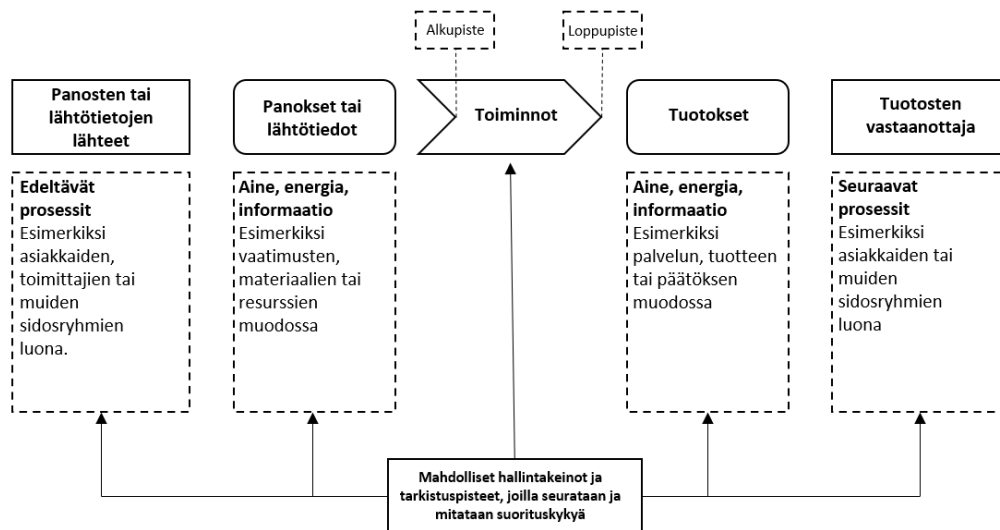 Alkupiste
Loppupiste
Panosten tai
lähtötietojen
lähteet
Panokset tai
lähtötiedot
Toiminnot
Tuotokset
Tuotosten
vastaanottaja
Edeltävät
prosessit
Esimerkiksi
asiakkaiden,
toimittajien tai
muiden
sidosryhmien
luona.
Aine, energia,
informaatio
Esimerkiksi
vaatimusten,
materiaalien tai
resurssien
muodossa
Aine, energia,
informaatio
Esimerkiksi
palvelun, tuotteen
tai päätöksen
muodossa
Seuraavat
prosessit
Esimerkiksi
asiakkaiden tai
muiden
sidosryhmien
luona
Mahdolliset hallintakeinot ja
tarkistuspisteet, joilla seurataan ja
mitataan suorituskykyä